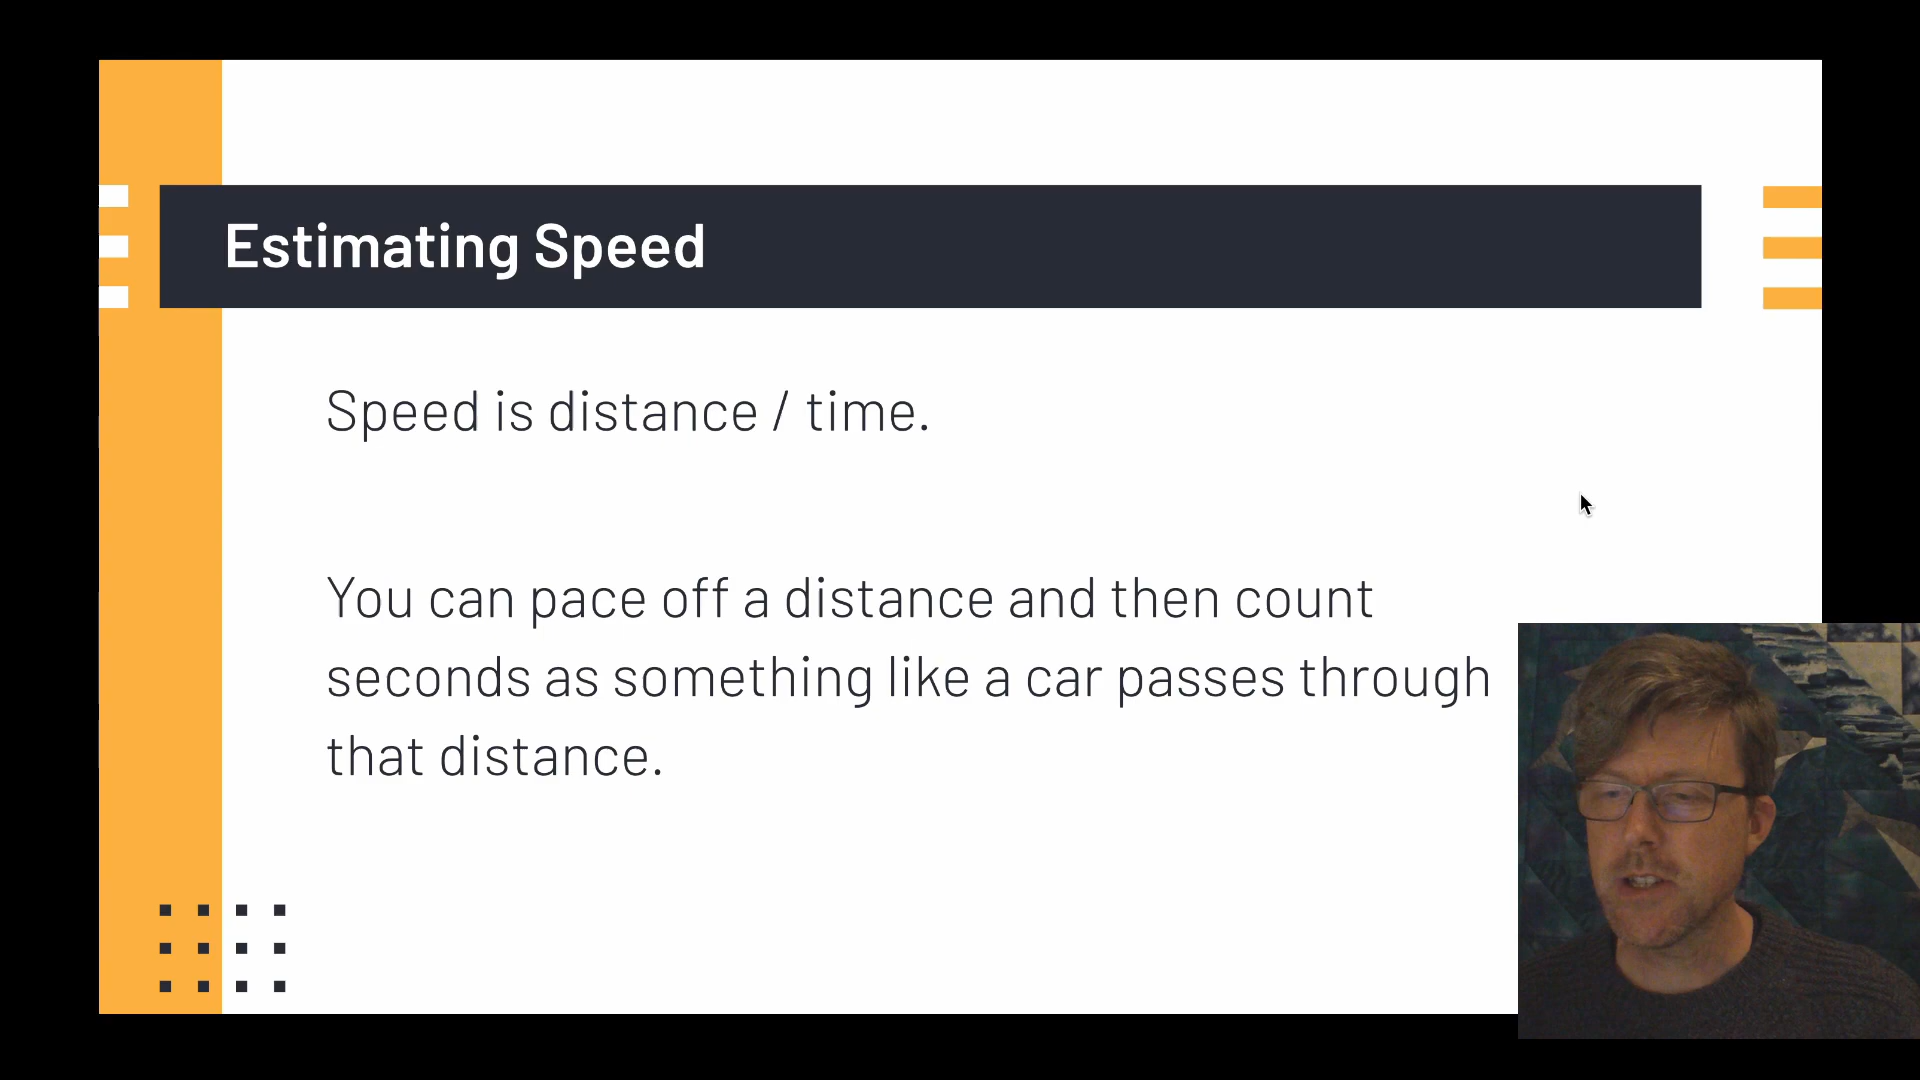 Estimating Speed
Speed is distance / time.
You can pace off a distance and then count
seconds as something like a car passes through
that distance.